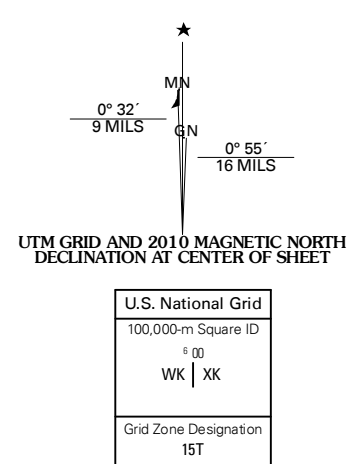 MN
0° 32´
9 MILS
GN
0° 55´
16 MILS
UTM GRID AND 2010 MAGNETIC NORTH
DECLINATION AT CENTER OF SHEET
U.S. National Grid
100,000-m Square ID
6 00
WK XK
Grid Zone Designation
15T